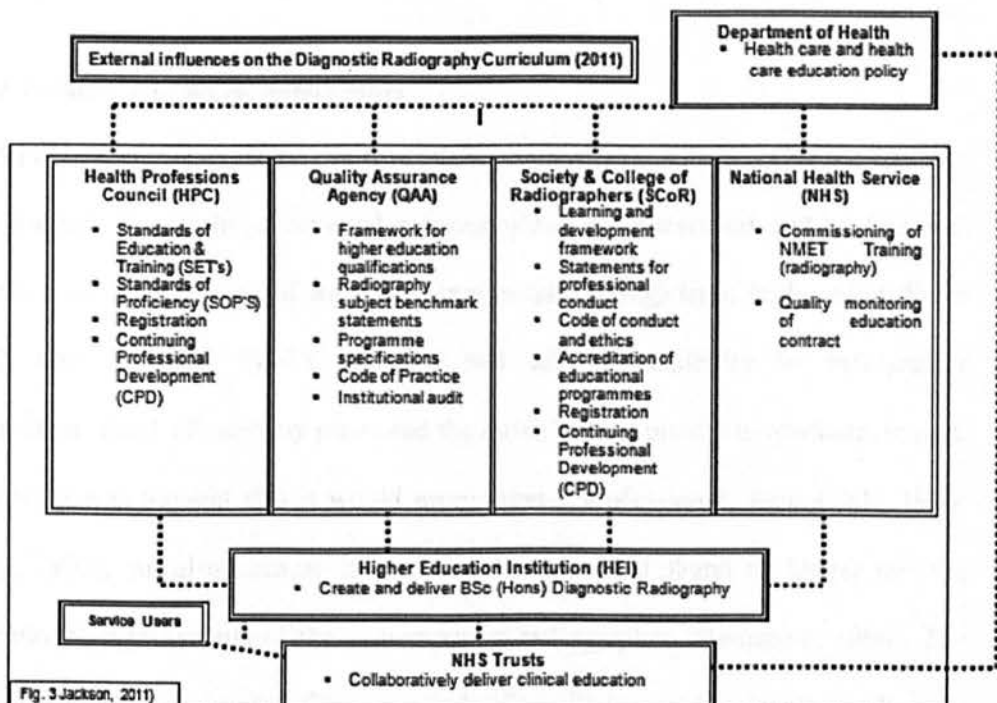 Department of Health
▪ Health care and health
care education policy
External influences on the Diagnostic Radiography Curriculum (2011)
Health Professions
Council (HPC)
▪ Standards of
Education &
Training (SET's)
▪ Standards of
Proficiency (SOP'S)
▪ Registration
▪ Continuing
Professional
Development
(CPD)
Quality Assurance
Agency (QAA)
▪ Framework for
higher education
qualifications
▪ Radiography
subject benchmark
statements
▪ Programme
specifications
▪ Code of Practice
▪ Institutional audit
Society & College of
Radiographers (SCoR)
▪ Learning and
development
framework
▪ Statements for
professional
conduct
▪ Code of conduct
and ethics
▪ Accreditation of
educational
programmes
▪ Registration
▪ Continuing
Professional
Development
(CPD)
National Health Service
(NHS)
▪ Commissioning of
NMET Training
(radiography)
▪ Quality monitoring
of education
contract
Higher Education Institution (HEI)
▪ Create and deliver BSc (Hons) Diagnostic Radiography
Service Users
NHS Trusts
▪ Collaboratively deliver clinical education
Fig. 3 Jackson, 2011)